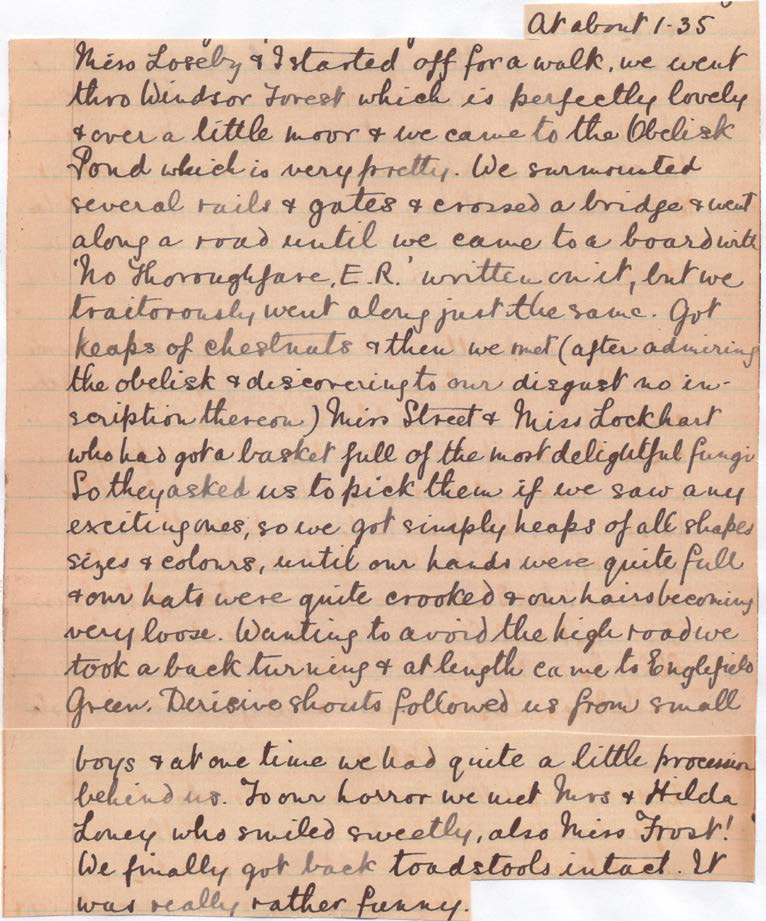 At about 1-35
Miss Loseby & I started off for a walk, we went
thro Windsor Forest which is perfectly lovely
& over a little moor & we came to the Obelisk
Pond which is very pretty. We surmounted
several rails & gates & crossed a bridge & went
along a road until we came to a board with
'No Thoroughfare, E.R.' written on it, but we
traitorously went along just the same. Got
heaps of chestnuts & then we met (after admiring
the obelisk & discovering to our disgust no in-
scription thereon) Miss Street & Miss Lockhart
who had got a basket full of the most delightful fungi
So they asked us to pick them if we saw any
exciting ones, so we got simply heaps of all shapes
sizes & colours, until our hands were quite full
& our hats were quite crooked & our hairs becoming
very loose. Wanting to avoid the high road we
took a back turning & at length came to Englefield
Green. Derisive shouts followed us from small
boys & at one time we had quite a little procession
behind us. To our horror we met Mrs & Hilda
Loney who smiled sweetly, also Miss Frost!
We finally got back toadstools intact. It
was really rather funny.